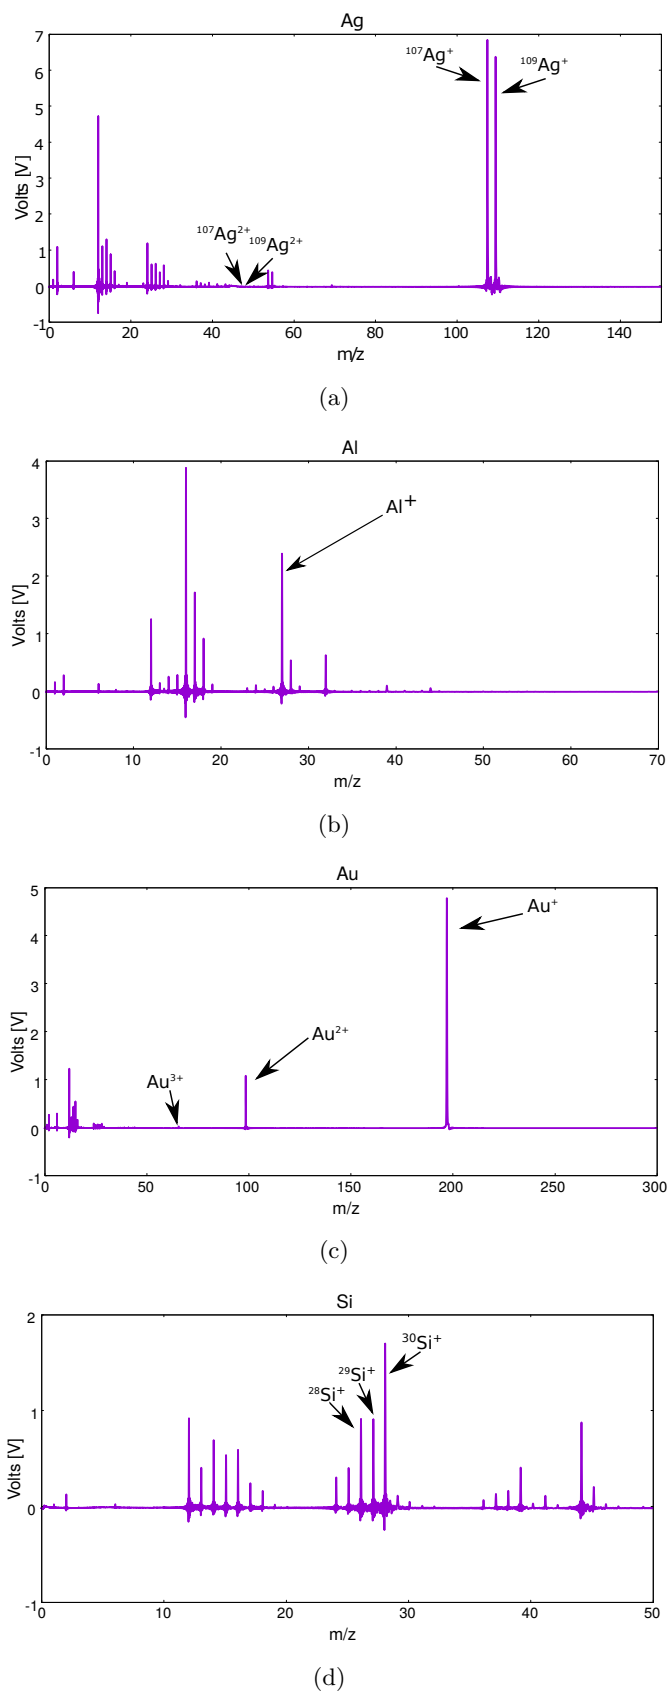 Ag
7
6
5
4
3
2
1
0
-1
Volts [V]
¹⁰⁷Ag⁺
¹⁰⁹Ag⁺
¹⁰⁷Ag²⁺
¹⁰⁹Ag²⁺
0 20 40 60 80 100 120 140
m/z
(a)
Al
4
3
2
1
0
-1
Volts [V]
Al⁺
0 10 20 30 40 50 60 70
m/z
(b)
Au
5
4
3
2
1
0
-1
Volts [V]
Au⁺
Au²⁺
Au³⁺
0 50 100 150 200 250 300
m/z
(c)
Si
2
1
0
-1
Volts [V]
³⁰Si⁺
²⁹Si⁺
²⁸Si⁺
0 10 20 30 40 50
m/z
(d)